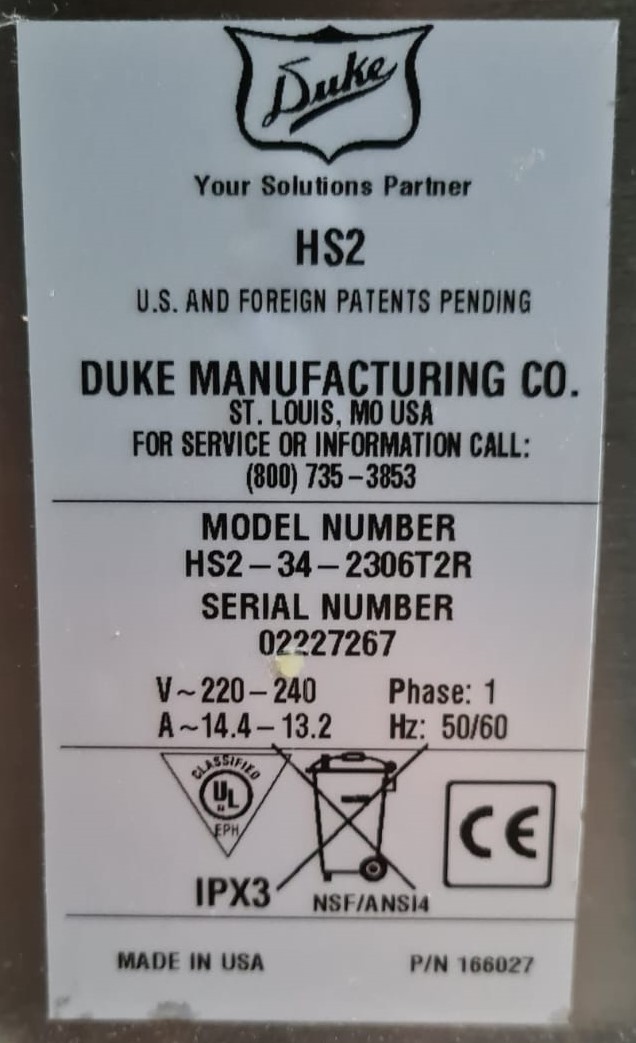 Duke
Your Solutions Partner
HS2
U.S. AND FOREIGN PATENTS PENDING
DUKE MANUFACTURING CO.
ST. LOUIS, MO USA
FOR SERVICE OR INFORMATION CALL:
(800) 735-3853
MODEL NUMBER
HS2-34-2306T2R
SERIAL NUMBER
02227267
V~220-240 Phase: 1
A~14.4-13.2 Hz: 50/60
CLASSIFIED
UL
EPH
CE
IPX3
NSF/ANSI4
MADE IN USA P/N 166027